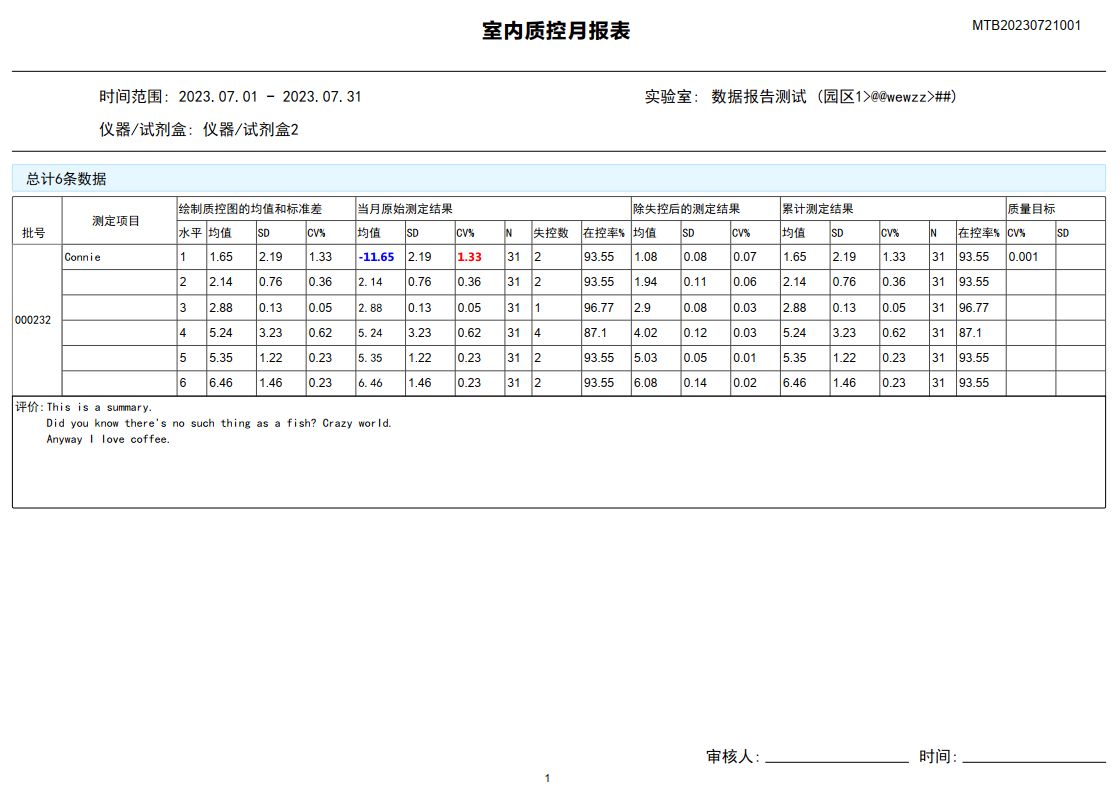 室内质控月报表
MTB20230721001
时间范围: 2023.07.01 - 2023.07.31 实验室: 数据报告测试 (园区1>@@wewzz>##)
仪器/试剂盒: 仪器/试剂盒2
总计6条数据
批号 测定项目 绘制质控图的均值和标准差 当月原始测定结果 除失控后的测定结果 累计测定结果 质量目标
水平 均值 SD CV% 均值 SD CV% N 失控数 在控率% 均值 SD CV% 均值 SD CV% N 在控率% CV% SD
000232 Connie 1 1.65 2.19 1.33 -11.65 2.19 1.33 31 2 93.55 1.08 0.08 0.07 1.65 2.19 1.33 31 93.55 0.001
2 2.14 0.76 0.36 2.14 0.76 0.36 31 2 93.55 1.94 0.11 0.06 2.14 0.76 0.36 31 93.55
3 2.88 0.13 0.05 2.88 0.13 0.05 31 1 96.77 2.9 0.08 0.03 2.88 0.13 0.05 31 96.77
4 5.24 3.23 0.62 5.24 3.23 0.62 31 4 87.1 4.02 0.12 0.03 5.24 3.23 0.62 31 87.1
5 5.35 1.22 0.23 5.35 1.22 0.23 31 2 93.55 5.03 0.05 0.01 5.35 1.22 0.23 31 93.55
6 6.46 1.46 0.23 6.46 1.46 0.23 31 2 93.55 6.08 0.14 0.02 6.46 1.46 0.23 31 93.55
评价: This is a summary.
Did you know there's no such thing as a fish? Crazy world.
Anyway I love coffee.
审核人: 时间:
1